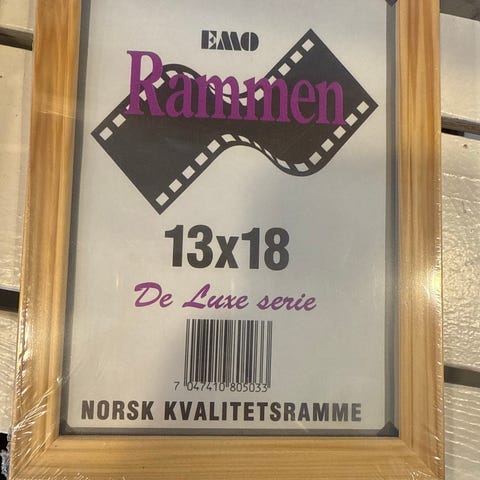 EMO
Rammen
13x18
De Luxe serie
7 047410 805033
NORSK KVALITETSRAMME